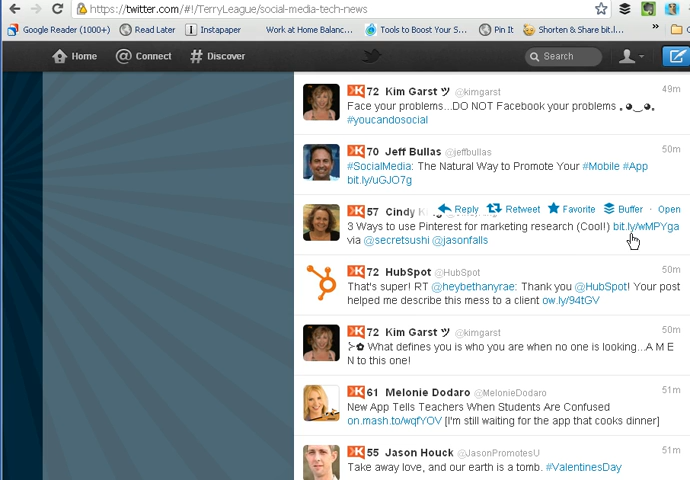 https://twitter.com/#!/TerryLeague/social-media-tech-news
Google Reader (1000+) Read Later Instapaper Work at Home Balanc... Tools to Boost Your S... Pin It Shorten & Share bit.l... »
Home @ Connect # Discover Search
K 72 Kim Garst ツ @kimgarst 49m
Face your problems...DO NOT Facebook your problems
#youcandosocial
K 70 Jeff Bullas @jeffbullas 50m
#SocialMedia: The Natural Way to Promote Your #Mobile #App
bit.ly/uGJO7g
K 57 Cindy Reply Retweet Favorite Buffer · Open
3 Ways to use Pinterest for marketing research (Cool!) bit.ly/wMPYga
via @secretsushi @jasonfalls
K 72 HubSpot @HubSpot 50m
That's super! RT @heybethanyrae: Thank you @HubSpot! Your post
helped me describe this mess to a client ow.ly/94tGV
K 72 Kim Garst ツ @kimgarst 50m
✿ What defines you is who you are when no one is looking...A M E
N to this one!
K 61 Melonie Dodaro @MelonieDodaro 51m
New App Tells Teachers When Students Are Confused
on.mash.to/wqfYOV [I'm still waiting for the app that cooks dinner]
K 55 Jason Houck @JasonPromotesU 51m
Take away love, and our earth is a tomb. #ValentinesDay